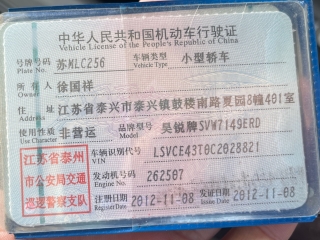 中华人民共和国机动车行驶证
Vehicle License of the People's Republic of China
号牌号码 苏MLC256 车辆类型 小型轿车
Plate No. Vehicle Type
所有人 徐国祥
Owner
住址 江苏省泰兴市泰兴镇鼓楼南路夏园8幢401室
Address
使用性质 非营运 品牌型号 昊锐牌SVW7149ERD
Use Character Model
江苏省泰州
市公安局交通
巡逻警察支队
车辆识别代号 LSVCE43T0C2028821
VIN
发动机号码 262507
Engine No.
注册日期 2012-11-08 发证日期 2012-11-08
Register Date Issue Date